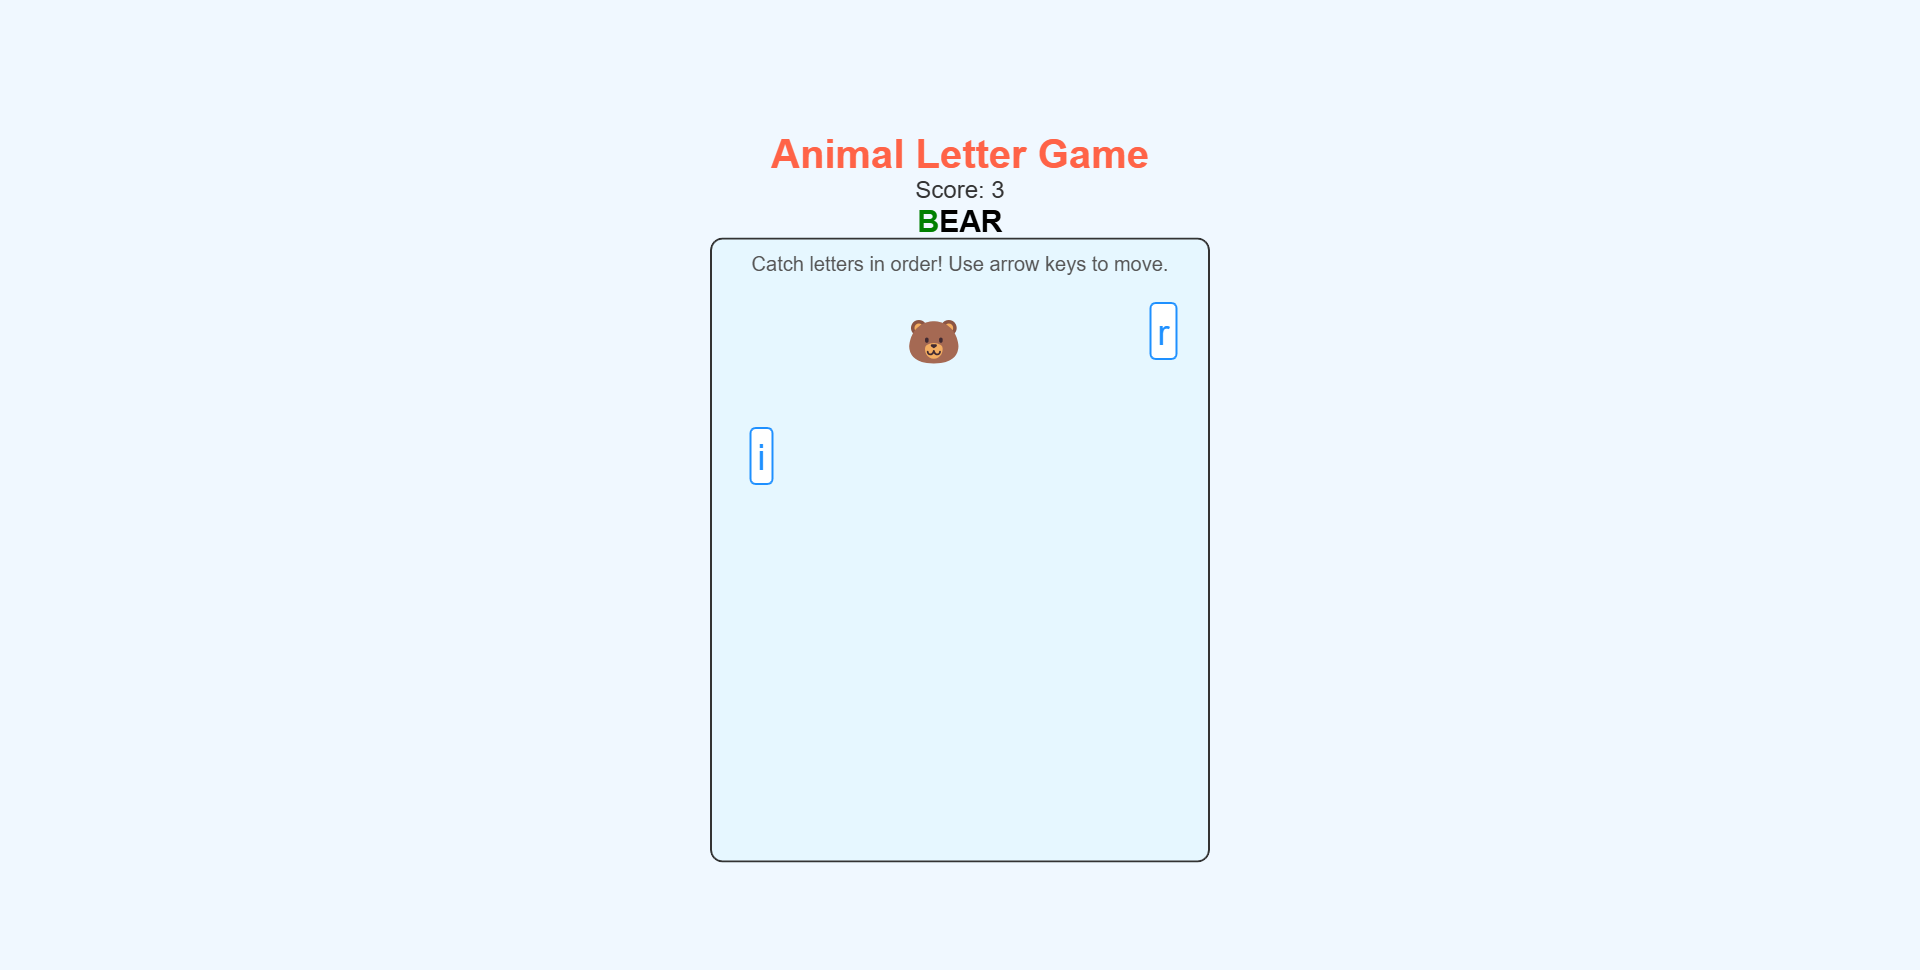 Animal Letter Game
Score: 3
BEAR
Catch letters in order! Use arrow keys to move.
r
i